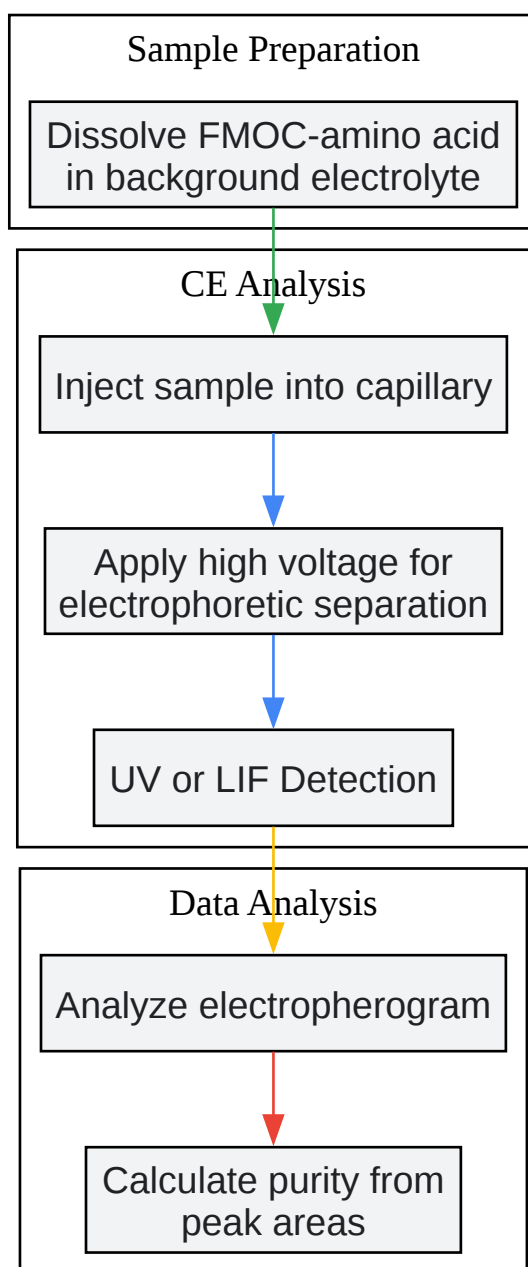 Sample Preparation
Dissolve FMOC-amino acid
in background electrolyte
CE Analysis
Inject sample into capillary
Apply high voltage for
electrophoretic separation
UV or LIF Detection
Data Analysis
Analyze electropherogram
Calculate purity from
peak areas